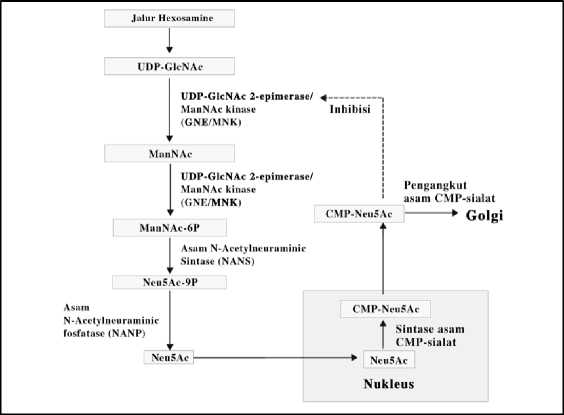 Jalur Hexosamine
UDP-GlcNAc
UDP-GlcNAc 2-epimerase/
ManNAc kinase
(GNE/MNK)
Inhibisi
ManNAc
UDP-GlcNAc 2-epimerase/
ManNAc kinase
(GNE/MNK)
Pengangkut
asam CMP-sialat
CMP-Neu5Ac
Golgi
ManNAc-6P
Asam N-Acetylneuraminic
Sintase (NANS)
Neu5Ac-9P
Asam
N-Acetylneuraminic
fosfatase (NANP)
CMP-Neu5Ac
Sintase asam
CMP-sialat
Neu5Ac
Neu5Ac
Nukleus